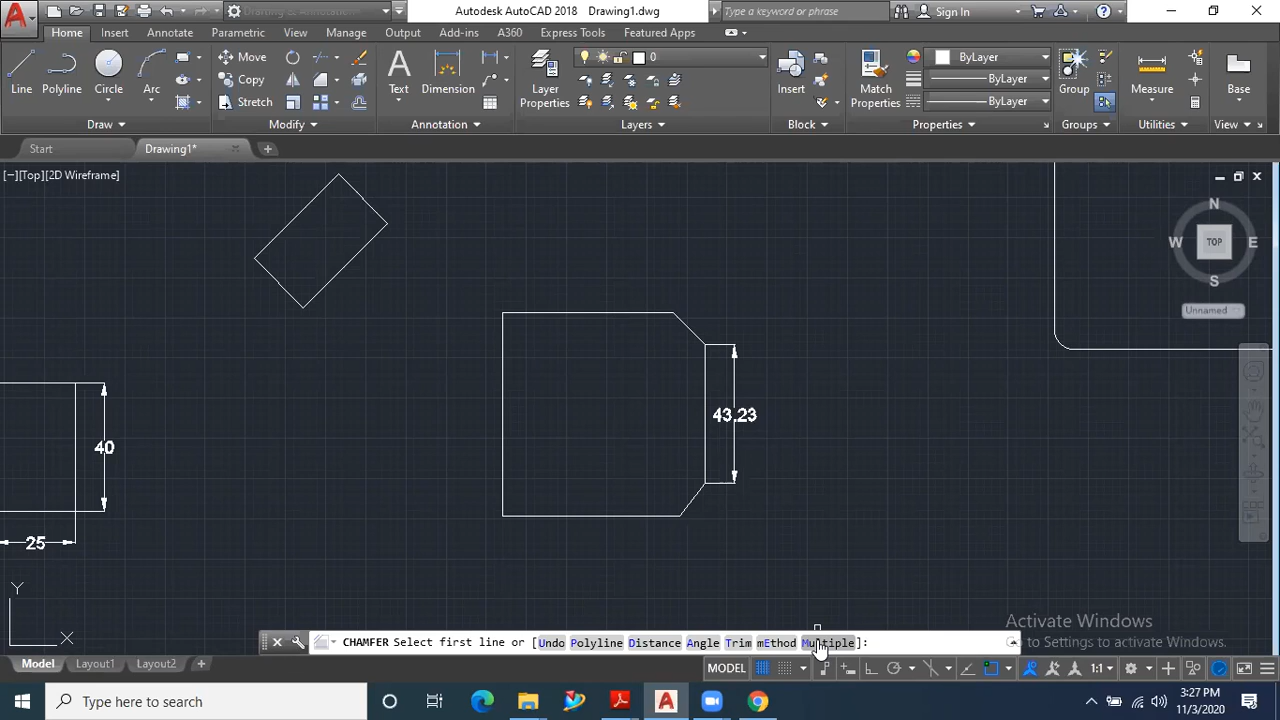 Drawing & Annotation
Autodesk AutoCAD 2018 Drawing1.dwg
Type a keyword or phrase
Sign In
Home Insert Annotate Parametric View Manage Output Add-ins A360 Express Tools Featured Apps
Line Polyline Circle Arc
Move
Copy
Stretch
Text Dimension
Layer Properties
0
Insert
Match Properties
ByLayer
ByLayer
ByLayer
Group
Measure
Base
Draw Modify Annotation Layers Block Properties Groups Utilities View
Start Drawing1*
[−][Top][2D Wireframe]
N
W TOP E
S
Unnamed
43.23
40
25
Y
X
Activate Windows
Go to Settings to activate Windows.
CHAMFER Select first line or [Undo Polyline Distance Angle Trim mEthod Multiple]:
Model Layout1 Layout2
MODEL
1:1
Type here to search
3:27 PM
11/3/2020